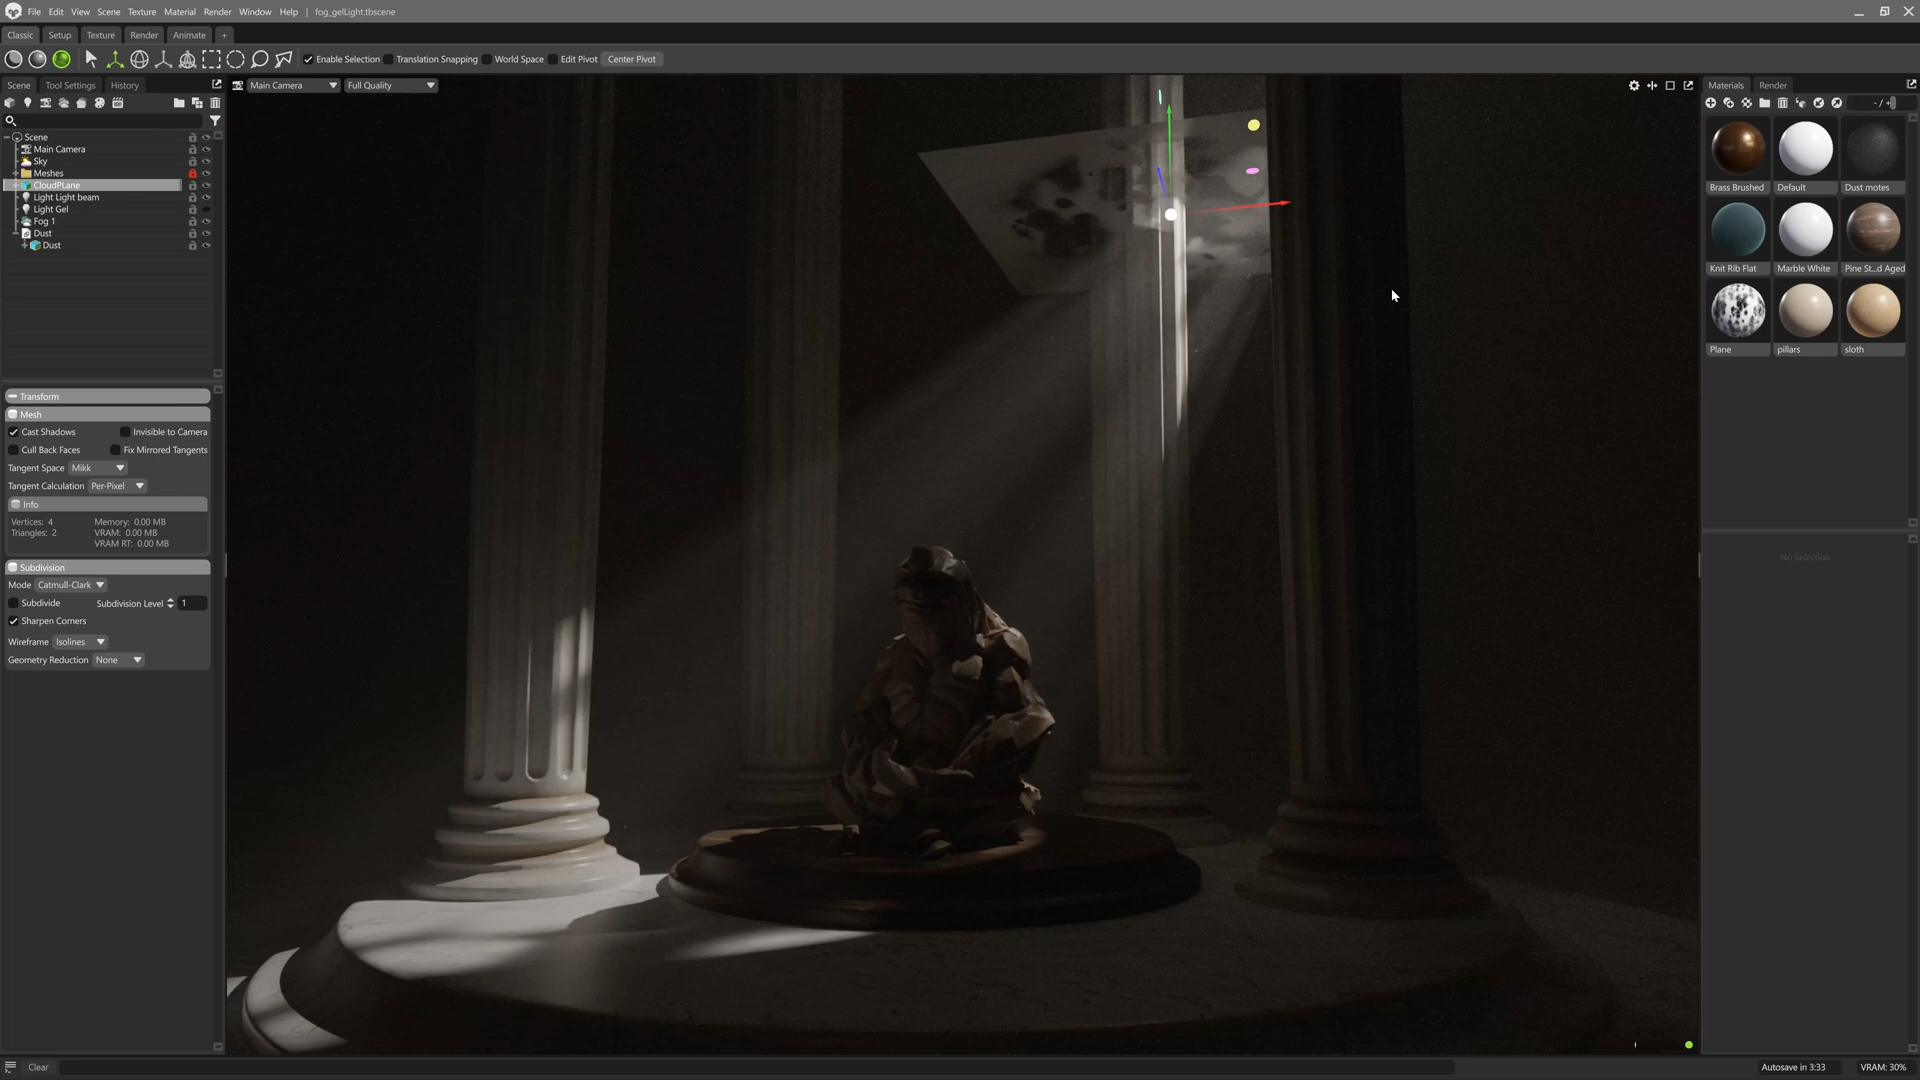 File Edit View Scene Texture Material Render Window Help | fog_gelLight.tbscene
Classic Setup Texture Render Animate +
Enable Selection Translation Snapping World Space Edit Pivot Center Pivot
Scene Tool Settings History
Main Camera Full Quality
Materials Render
- / +
Scene
Main Camera
Sky
Meshes
CloudPLane
Light Light beam
Light Gel
Fog 1
Dust
Dust
Transform
Mesh
Cast Shadows Invisible to Camera
Cull Back Faces Fix Mirrored Tangents
Tangent Space Mikk
Tangent Calculation Per-Pixel
Info
Vertices: 4 Memory: 0.00 MB
Triangles: 2 VRAM: 0.00 MB
VRAM RT: 0.00 MB
Subdivision
Mode Catmull-Clark
Subdivide Subdivision Level 1
Sharpen Corners
Wireframe Isolines
Geometry Reduction None
Brass Brushed Default Dust motes
Knit Rib Flat Marble White Pine St...d Aged
Plane pillars sloth
No Selection
Clear
Autosave in 3:33 VRAM: 30%